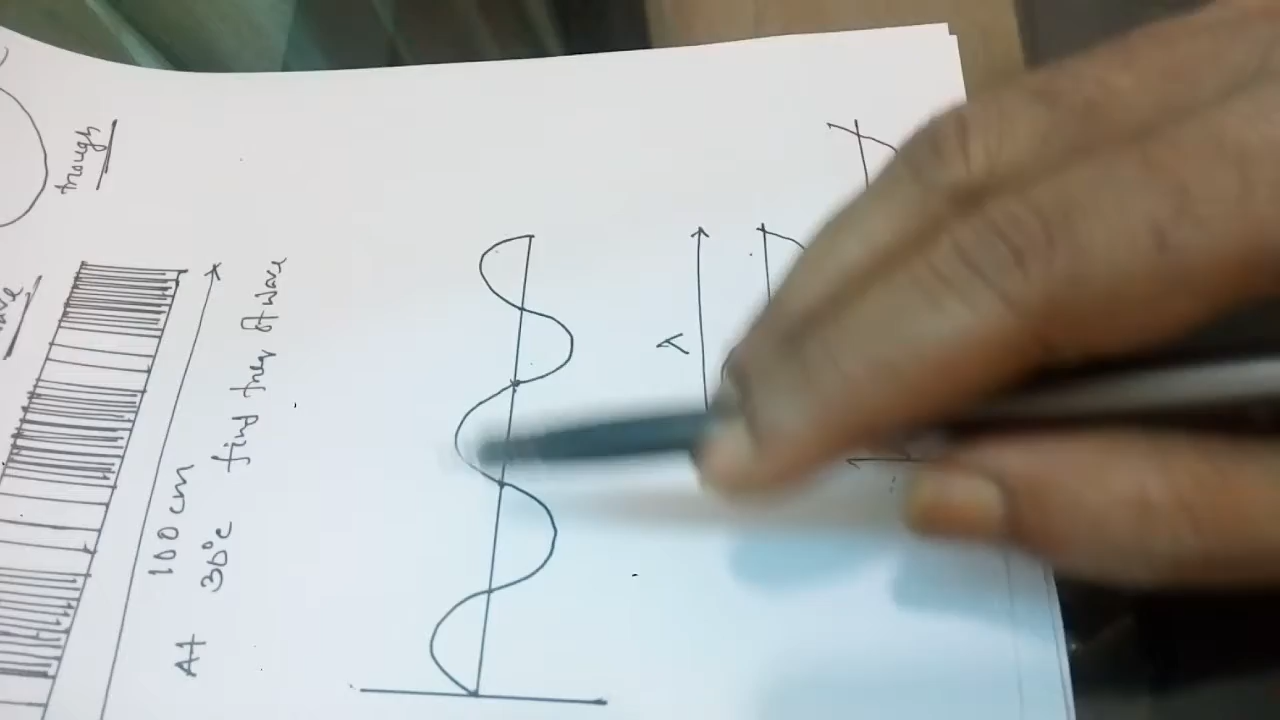 trough
100 cm
At 30°c find freq of wave
λ